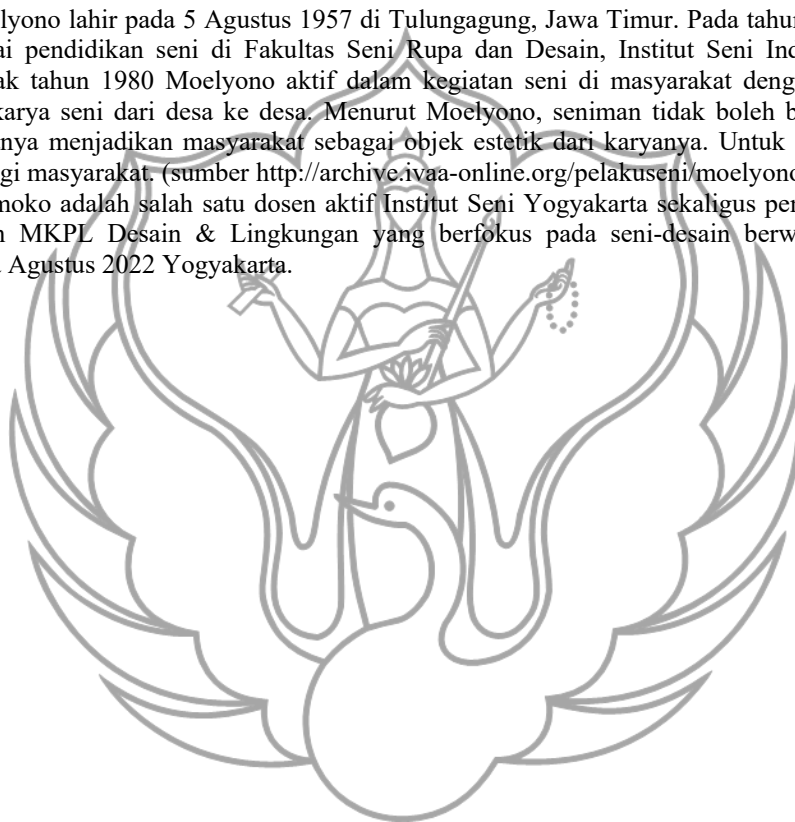 lyono lahir pada 5 Agustus 1957 di Tulungagung, Jawa Timur. Pada tahun
ai pendidikan seni di Fakultas Seni Rupa dan Desain, Institut Seni Ind
ak tahun 1980 Moelyono aktif dalam kegiatan seni di masyarakat deng
karya seni dari desa ke desa. Menurut Moelyono, seniman tidak boleh b
nya menjadikan masyarakat sebagai objek estetik dari karyanya. Untuk
gi masyarakat. (sumber http://archive.ivaa-online.org/pelakuseni/moelyono
moko adalah salah satu dosen aktif Institut Seni Yogyakarta sekaligus per
MKPL Desain & Lingkungan yang berfokus pada seni-desain berw
Agustus 2022 Yogyakarta.